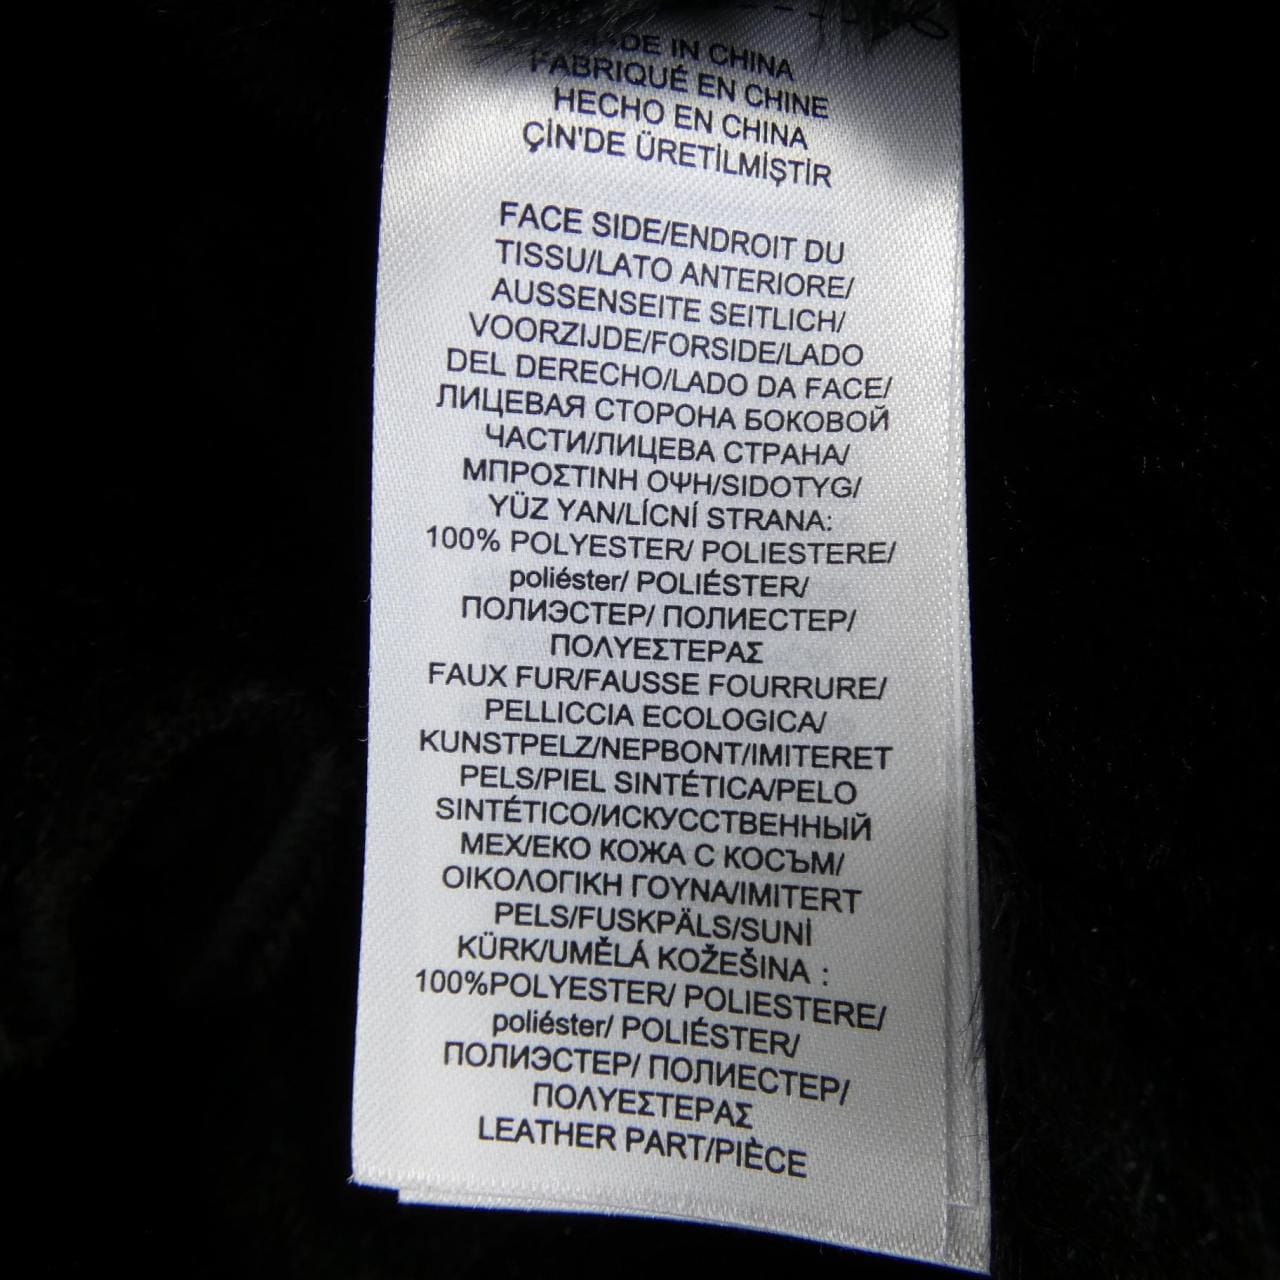 MADE IN CHINA
FABRIQUÉ EN CHINE
HECHO EN CHINA
ÇİN'DE ÜRETİLMİŞTİR
FACE SIDE/ENDROIT DU
TISSU/LATO ANTERIORE/
AUSSENSEITE SEITLICH/
VOORZIJDE/FORSIDE/LADO
DEL DERECHO/LADO DA FACE/
ЛИЦЕВАЯ СТОРОНА БОКОВОЙ
ЧАСТИ/ЛИЦЕВА СТРАНА/
ΜΠΡΟΣΤΙΝΗ ΟΨΗ/SIDOTYG/
YÜZ YAN/LÍCNÍ STRANA:
100% POLYESTER/ POLIESTERE/
poliéster/ POLIÉSTER/
ПОЛИЭСТЕР/ ПОЛИЕСТЕР/
ΠΟΛΥΕΣΤΕΡΑΣ
FAUX FUR/FAUSSE FOURRURE/
PELLICCIA ECOLOGICA/
KUNSTPELZ/NEPBONT/IMITERET
PELS/PIEL SINTÉTICA/PELO
SINTÉTICO/ИСКУССТВЕННЫЙ
МЕХ/ЕКО КОЖА С КОСЪМ/
ΟΙΚΟΛΟΓΙΚΗ ΓΟΥΝΑ/IMITERT
PELS/FUSKPÄLS/SUNİ
KÜRK/UMĚLÁ KOŽEŠINA :
100%POLYESTER/ POLIESTERE/
poliéster/ POLIÉSTER/
ПОЛИЭСТЕР/ ПОЛИЕСТЕР/
ΠΟΛΥΕΣΤΕΡΑΣ
LEATHER PART/PIÈCE